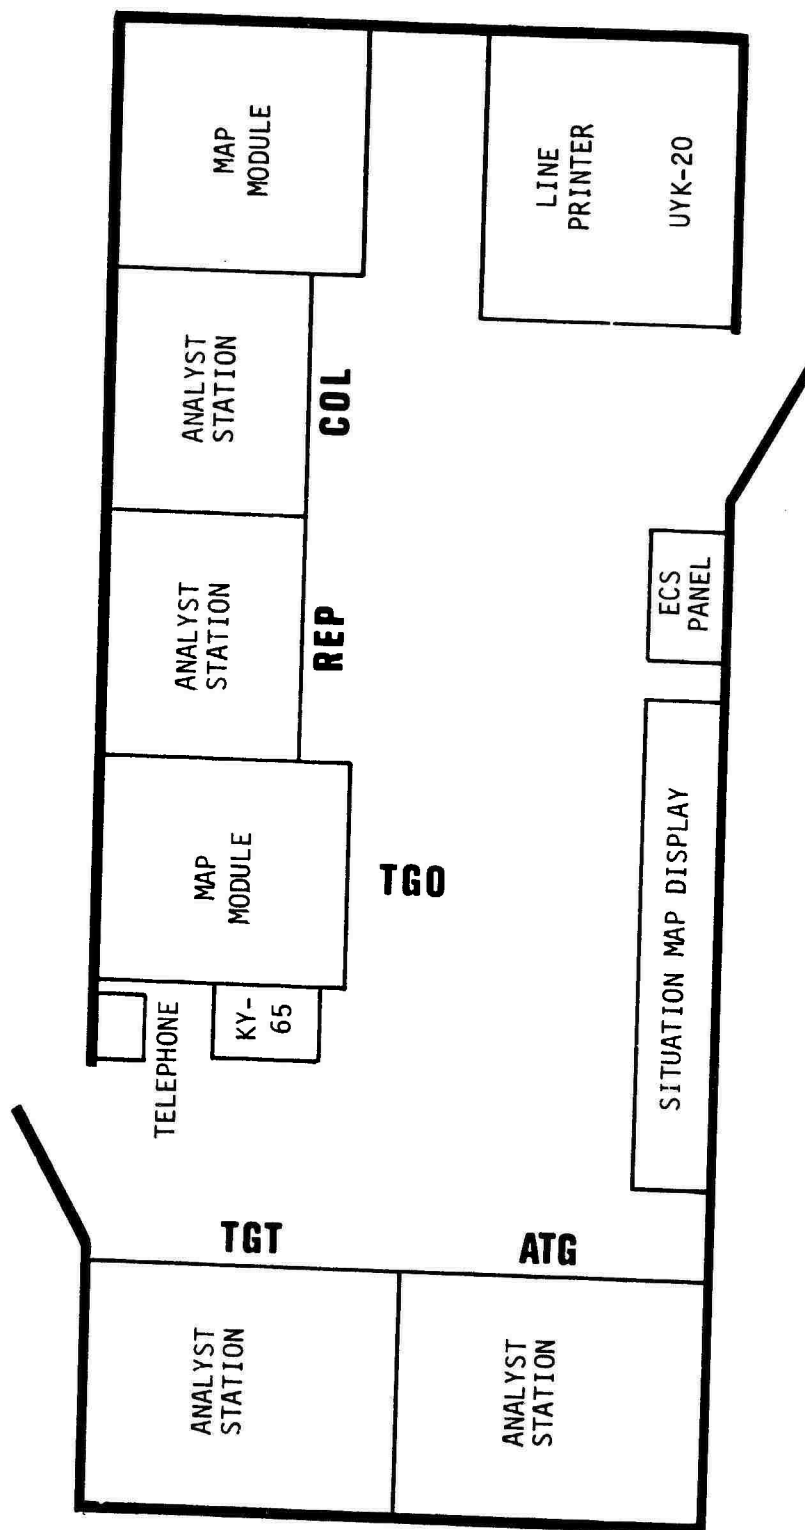 MAP
MODULE
LINE
PRINTER
UYK-20
ANALYST
STATION
COL
ANALYST
STATION
REP
ECS
PANEL
MAP
MODULE
TGO
SITUATION MAP DISPLAY
TELEPHONE
KY-
65
TGT
ATG
ANALYST
STATION
ANALYST
STATION